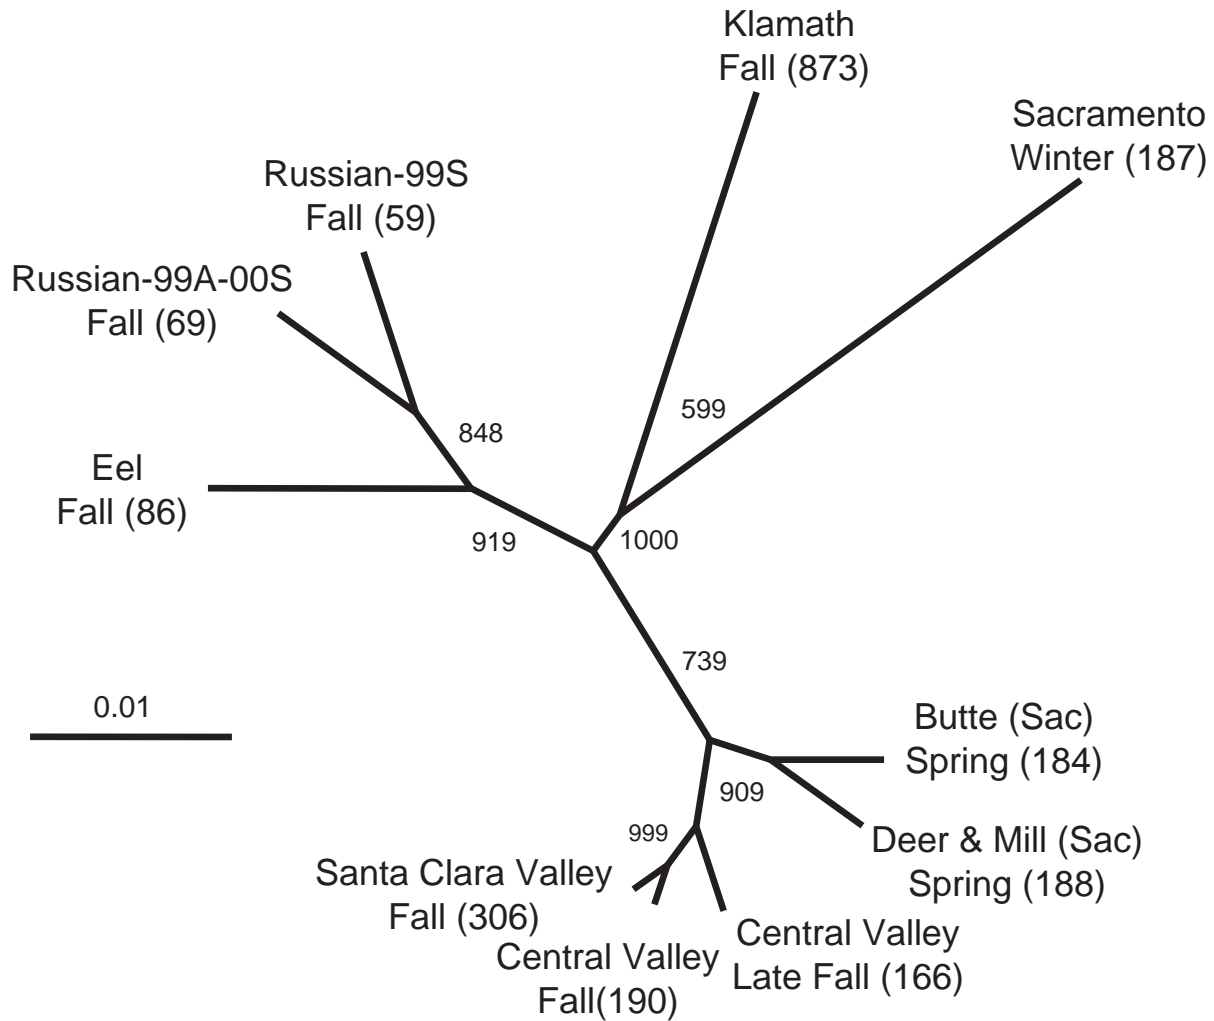 Klamath
Fall (873)
Sacramento
Winter (187)
Russian-99S
Fall (59)
Russian-99A-00S
Fall (69)
599
848
Eel
Fall (86)
919
1000
739
0.01
Butte (Sac)
Spring (184)
909
999
Deer & Mill (Sac)
Spring (188)
Santa Clara Valley
Fall (306)
Central Valley
Late Fall (166)
Central Valley
Fall(190)